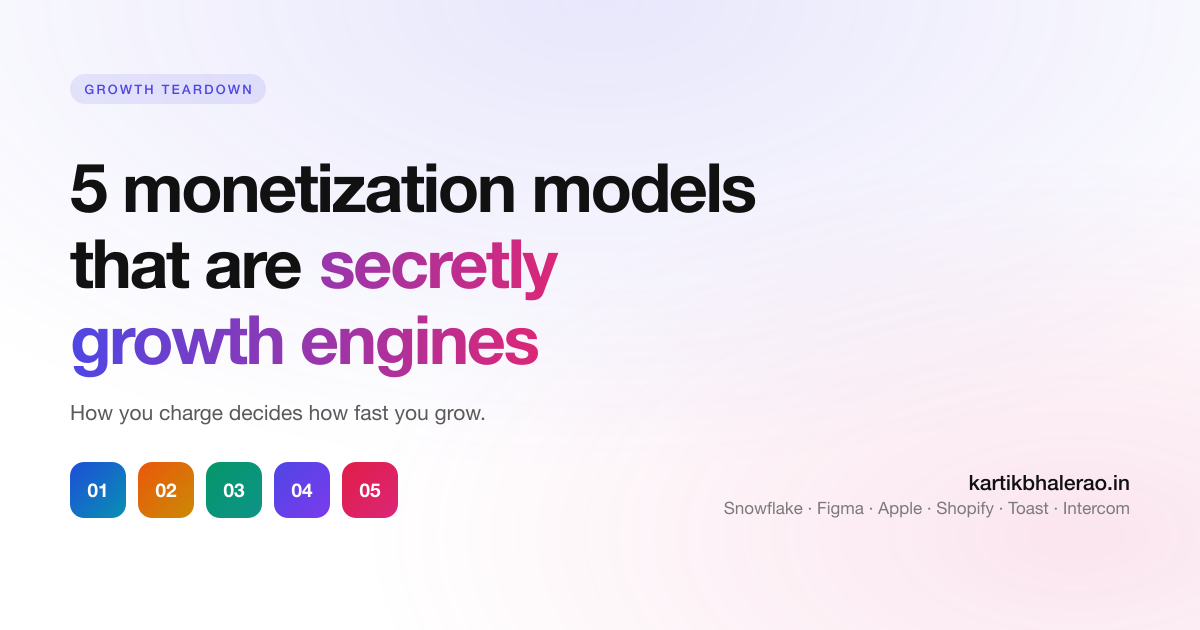 GROWTH TEARDOWN
5 monetization models
that are secretly
growth engines
How you charge decides how fast you grow.
01 02 03 04 05
kartikbhalerao.in
Snowflake · Figma · Apple · Shopify · Toast · Intercom